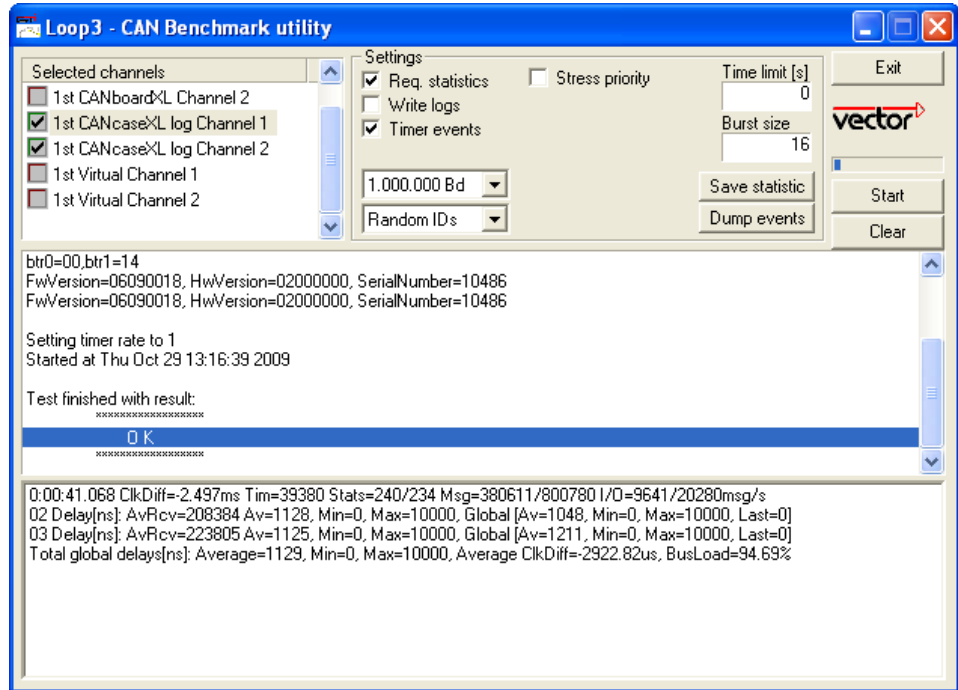 Loop3 - CAN Benchmark utility
Selected channels
1st CANboardXL Channel 2
1st CANcaseXL log Channel 1
1st CANcaseXL log Channel 2
1st Virtual Channel 1
1st Virtual Channel 2
Settings
Req. statistics
Write logs
Timer events
Stress priority
Time limit [s]
0
Burst size
16
1.000.000 Bd
Random IDs
Save statistic
Dump events
Exit
vector
Start
Clear
btr0=00,btr1=14
FwVersion=06090018, HwVersion=02000000, SerialNumber=10486
FwVersion=06090018, HwVersion=02000000, SerialNumber=10486
Setting timer rate to 1
Started at Thu Oct 29 13:16:39 2009
Test finished with result:
******************
O K
******************
0:00:41.068 ClkDiff=-2.497ms Tim=39380 Stats=240/234 Msg=380611/800780 I/O=9641/20280msg/s
02 Delay[ns]: AvRcv=208384 Av=1128, Min=0, Max=10000, Global [Av=1048, Min=0, Max=10000, Last=0]
03 Delay[ns]: AvRcv=223805 Av=1125, Min=0, Max=10000, Global [Av=1211, Min=0, Max=10000, Last=0]
Total global delays[ns]: Average=1129, Min=0, Max=10000, Average ClkDiff=-2922.82us, BusLoad=94.69%